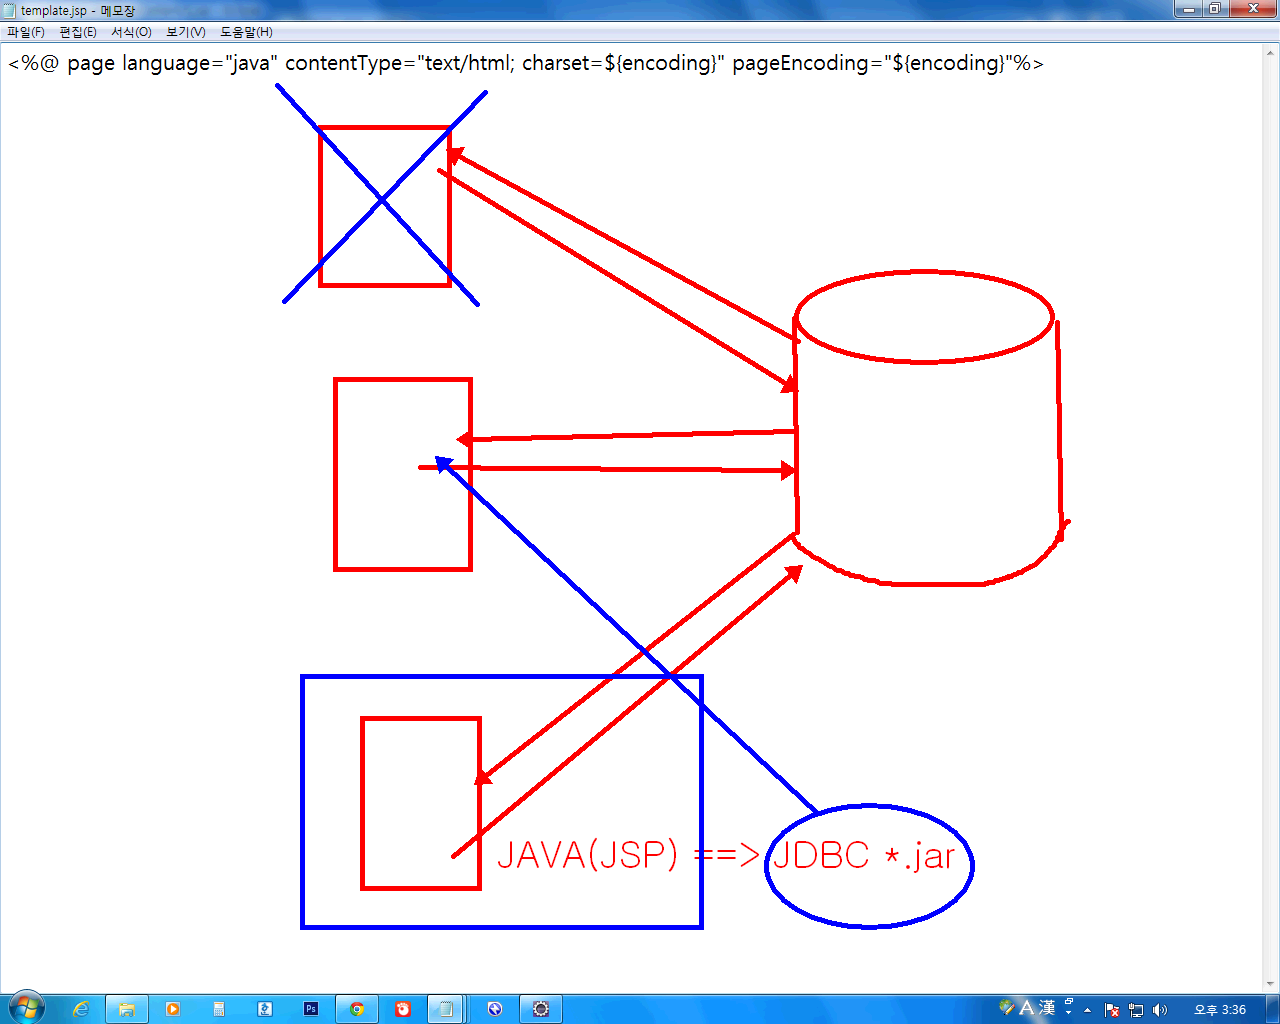 template.jsp - 메모장
파일(F) 편집(E) 서식(O) 보기(V) 도움말(H)
<%@ page language="java" contentType="text/html; charset=${encoding}" pageEncoding="${encoding}"%>
JAVA(JSP) ==> JDBC *.jar
Ps
A 漢
오후 3:36